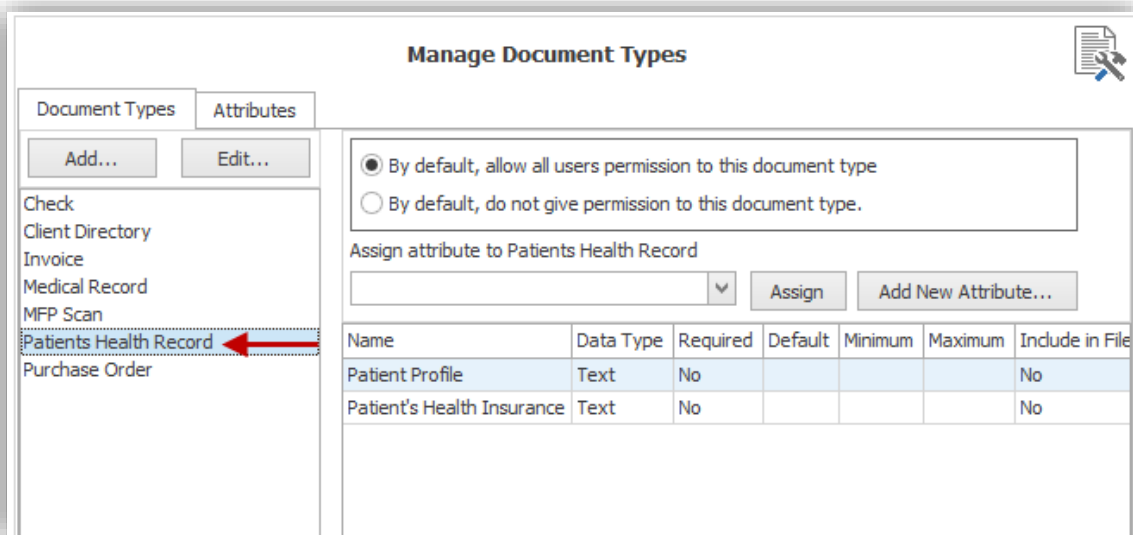 Manage Document Types
Document Types Attributes
Add... Edit...
Check
Client Directory
Invoice
Medical Record
MFP Scan
Patients Health Record
Purchase Order
By default, allow all users permission to this document type
By default, do not give permission to this document type.
Assign attribute to Patients Health Record
Assign Add New Attribute...
Name Data Type Required Default Minimum Maximum Include in File
Patient Profile Text No No
Patient's Health Insurance Text No No